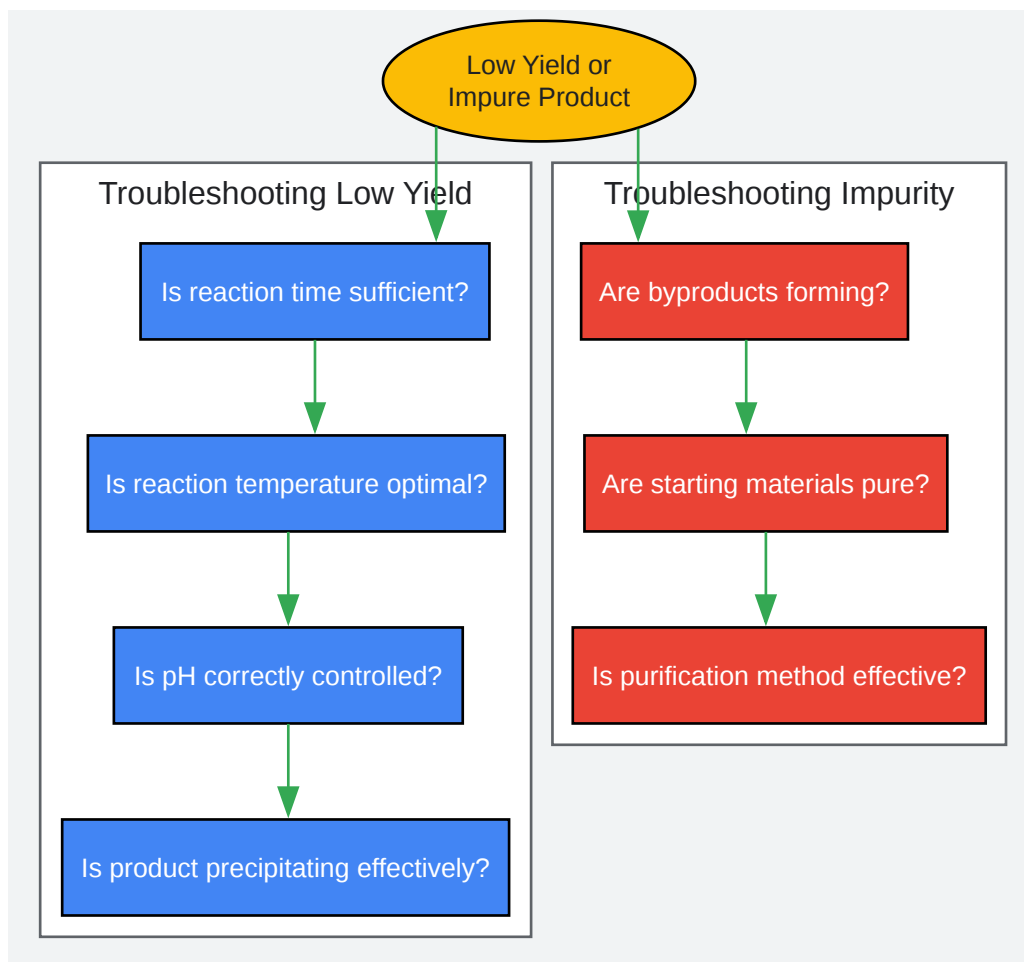 Low Yield or
Impure Product
Troubleshooting Low Yield
Is reaction time sufficient?
Is reaction temperature optimal?
Is pH correctly controlled?
Is product precipitating effectively?
Troubleshooting Impurity
Are byproducts forming?
Are starting materials pure?
Is purification method effective?